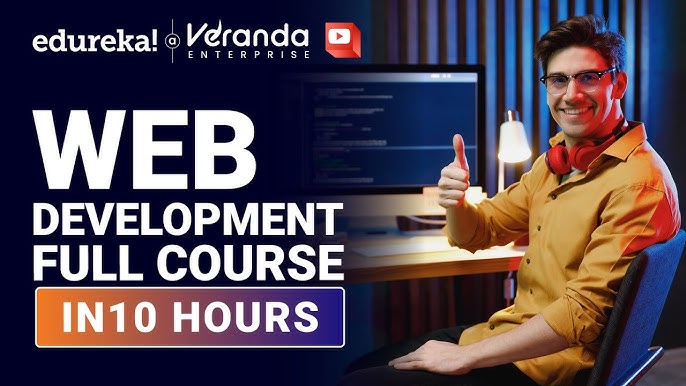 edureka! a Veranda
ENTERPRISE
WEB
DEVELOPMENT
FULL COURSE
IN10 HOURS